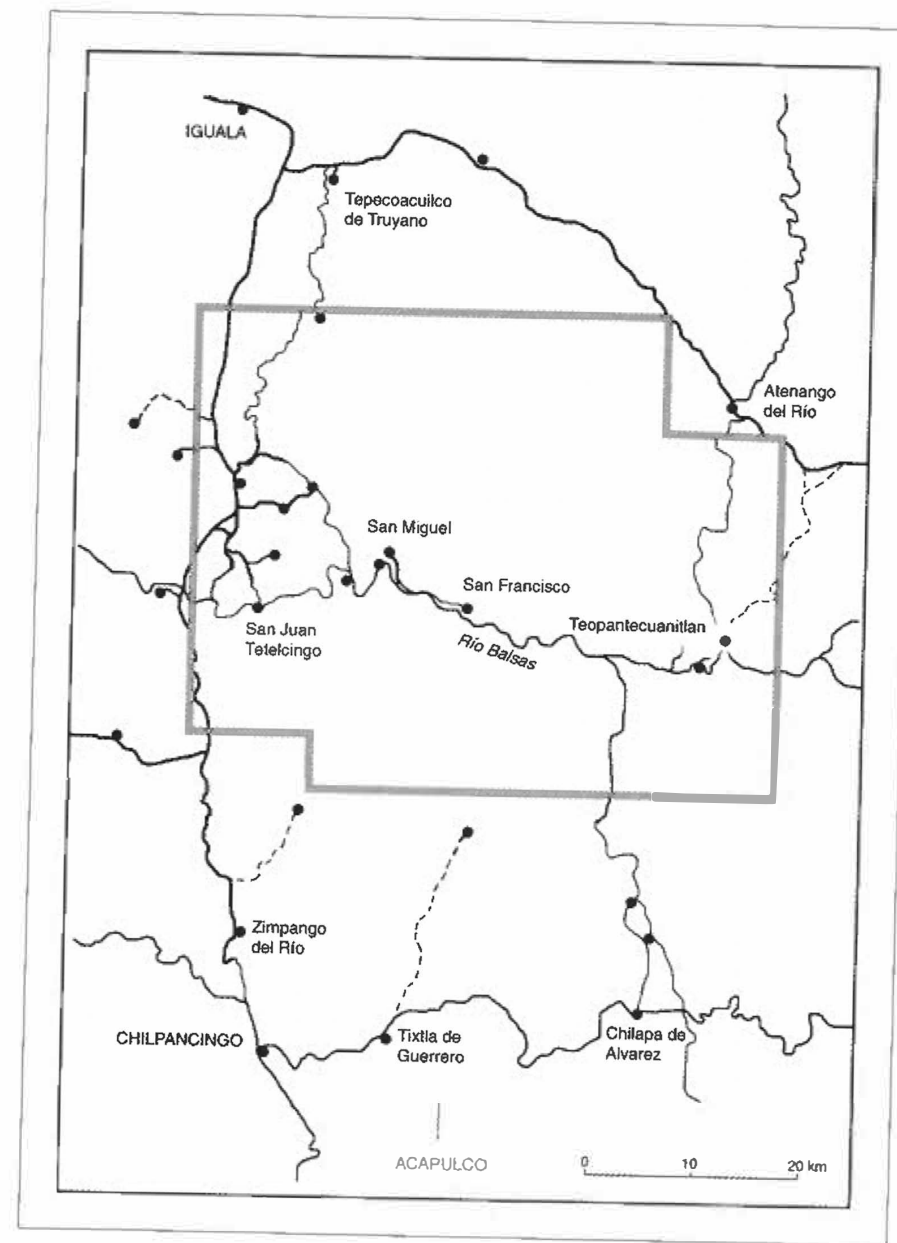 IGUALA
Tepecoacuilco
de Truyano
Atenango
del Río
San Miguel
San Francisco
Teopantecuanitlan
San Juan
Tetelcingo
Río Balsas
Zimpango
del Río
CHILPANCINGO
Tixtla de
Guerrero
Chilapa de
Alvarez
ACAPULCO
0 10 20 km